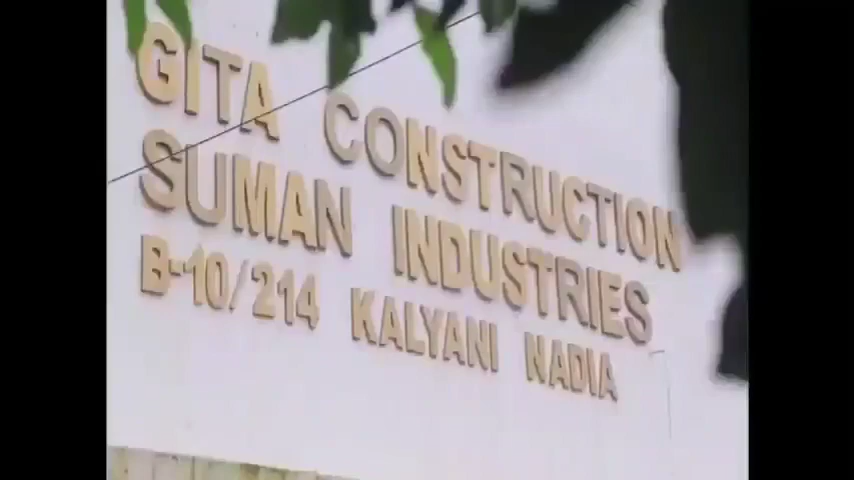 GITA CONSTRUCTION
SUMAN INDUSTRIES
B-10/214 KALYANI NADIA